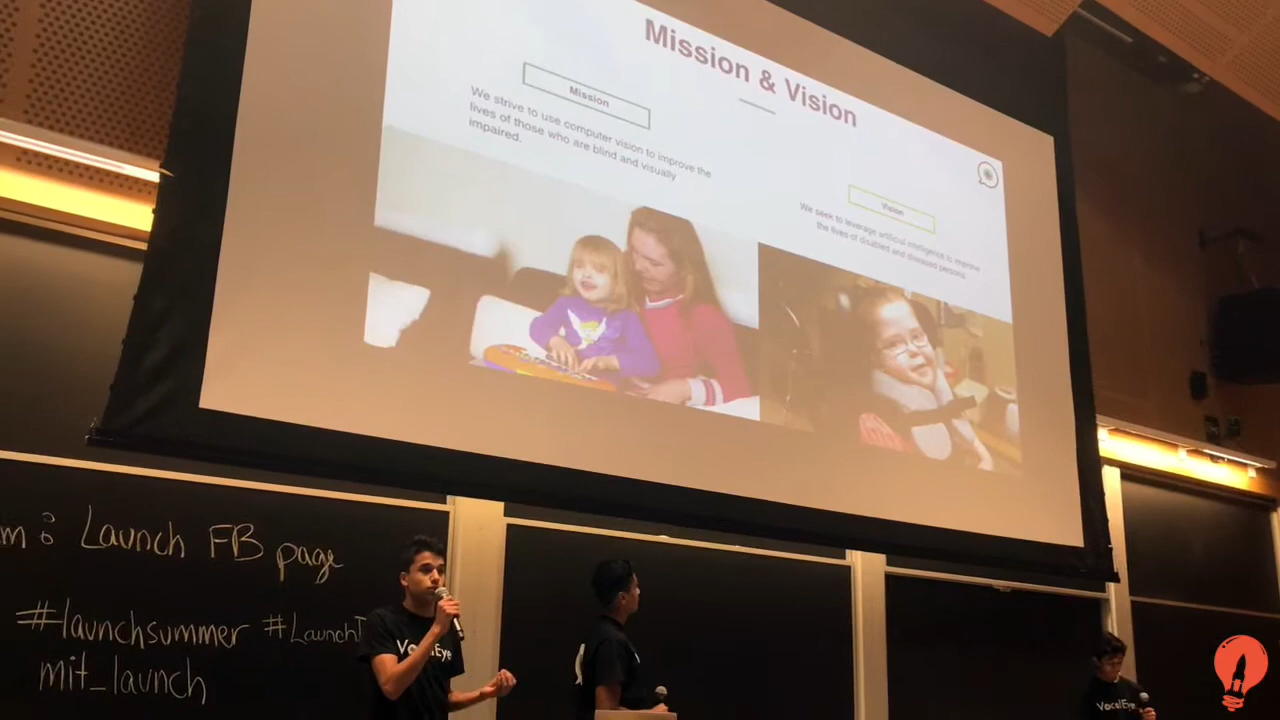 Mission & Vision
Mission
We strive to use computer vision to improve the
lives of those who are blind and visually
impaired.
Vision
We seek to leverage artificial intelligence to improve
the lives of disabled and diseased persons.
m: Launch FB page
#launchsummer #Launch
mit_launch
VocalEye
VocalEye